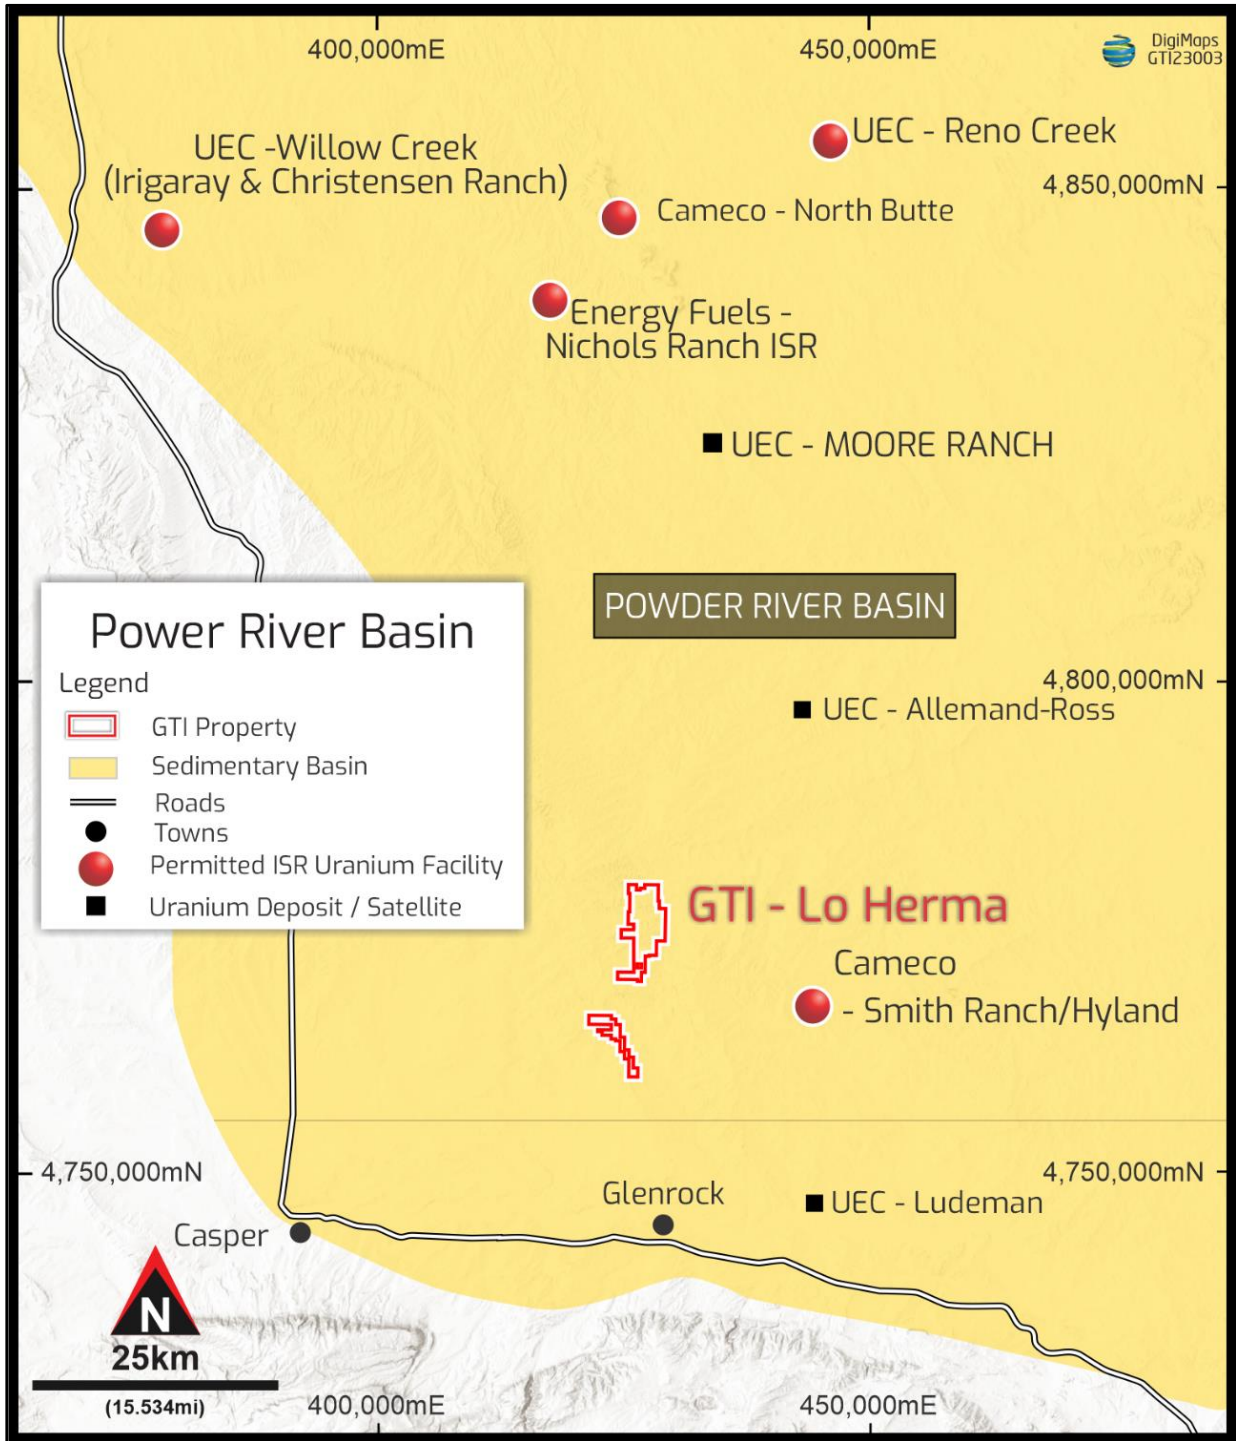 400,000mE
450,000mE
DigiMaps
GTI23003
UEC - Reno Creek
UEC -Willow Creek
(Irigaray & Christensen Ranch)
4,850,000mN
Cameco - North Butte
Energy Fuels -
Nichols Ranch ISR
UEC - MOORE RANCH
POWDER RIVER BASIN
Power River Basin
Legend
GTI Property
Sedimentary Basin
Roads
Towns
Permitted ISR Uranium Facility
Uranium Deposit / Satellite
4,800,000mN
UEC - Allemand-Ross
GTI - Lo Herma
Cameco
- Smith Ranch/Hyland
4,750,000mN
4,750,000mN
Glenrock
UEC - Ludeman
Casper
N
25km
(15.534mi)
400,000mE
450,000mE